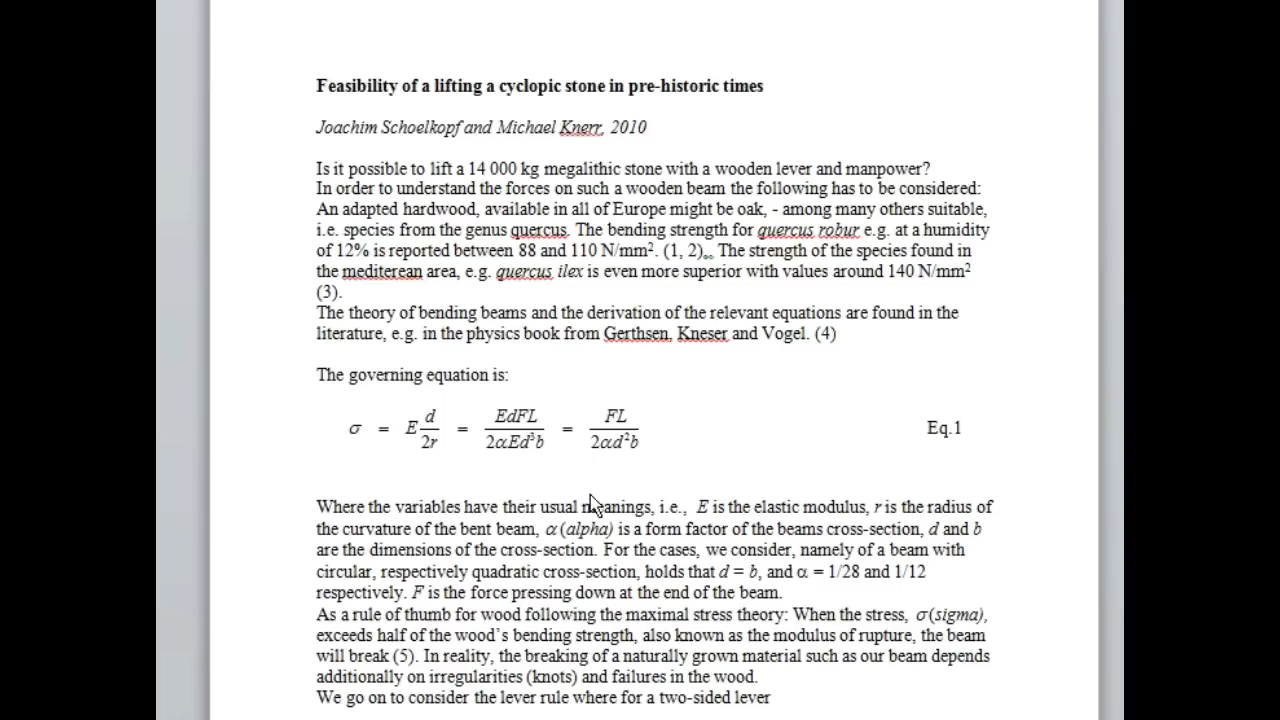 Feasibility of a lifting a cyclopic stone in pre-historic times
Joachim Schoelkopf and Michael Knerr, 2010
Is it possible to lift a 14 000 kg megalithic stone with a wooden lever and manpower?
In order to understand the forces on such a wooden beam the following has to be considered:
An adapted hardwood, available in all of Europe might be oak, - among many others suitable,
i.e. species from the genus quercus. The bending strength for quercus robur e.g. at a humidity
of 12% is reported between 88 and 110 N/mm². (1, 2),. The strength of the species found in
the mediterean area, e.g. quercus ilex is even more superior with values around 140 N/mm²
(3).
The theory of bending beams and the derivation of the relevant equations are found in the
literature, e.g. in the physics book from Gerthsen, Kneser and Vogel. (4)
The governing equation is:
σ = E d/2r = EdFL/2αEd³b = FL/2αd²b Eq.1
Where the variables have their usual meanings, i.e., E is the elastic modulus, r is the radius of
the curvature of the bent beam, α (alpha) is a form factor of the beams cross-section, d and b
are the dimensions of the cross-section. For the cases, we consider, namely of a beam with
circular, respectively quadratic cross-section, holds that d = b, and α = 1/28 and 1/12
respectively. F is the force pressing down at the end of the beam.
As a rule of thumb for wood following the maximal stress theory: When the stress, σ(sigma),
exceeds half of the wood's bending strength, also known as the modulus of rupture, the beam
will break (5). In reality, the breaking of a naturally grown material such as our beam depends
additionally on irregularities (knots) and failures in the wood.
We go on to consider the lever rule where for a two-sided lever